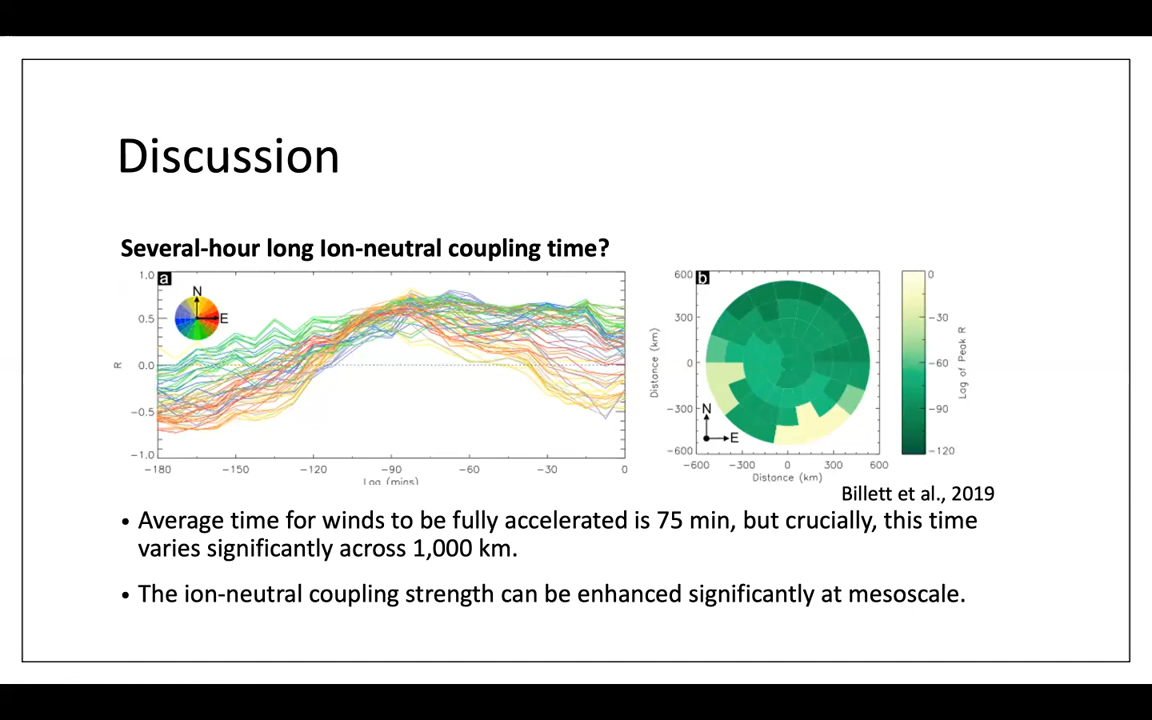 Discussion
Several-hour long Ion-neutral coupling time?
a
N
E
1.0
0.5
0.0
−0.5
−1.0
R
−180 −150 −120 −90 −60 −30 0
Lag (mins)
b
600
300
0
−300
−600
Distance (km)
N
E
−600 −300 0 300 600
Distance (km)
0
−30
−60
−90
−120
Lag of Peak R
Billett et al., 2019
• Average time for winds to be fully accelerated is 75 min, but crucially, this time
varies significantly across 1,000 km.
• The ion-neutral coupling strength can be enhanced significantly at mesoscale.